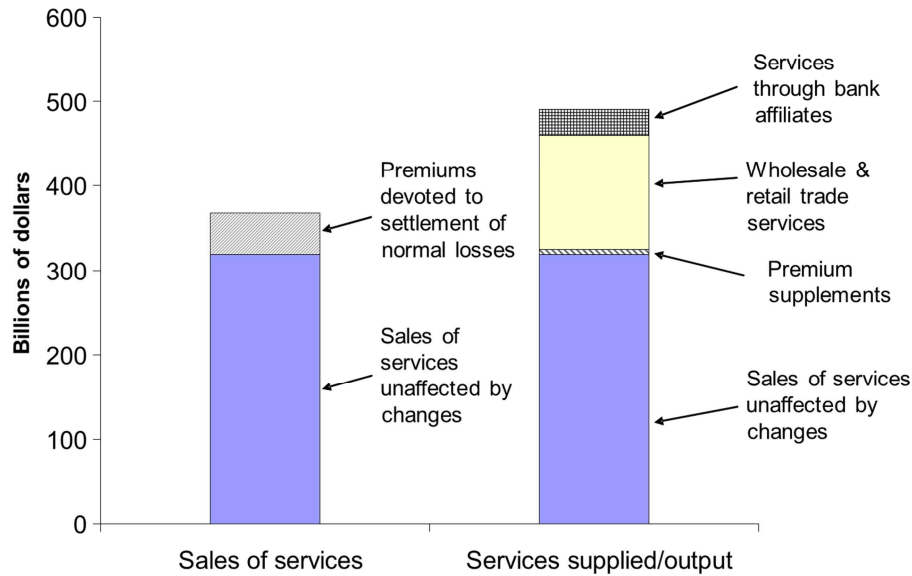 Billions of dollars
600
500
400
300
200
100
0
Premiums
devoted to
settlement of
normal losses
Sales of
services
unaffected by
changes
Services
through bank
affiliates
Wholesale &
retail trade
services
Premium
supplements
Sales of services
unaffected by
changes
Sales of services
Services supplied/output